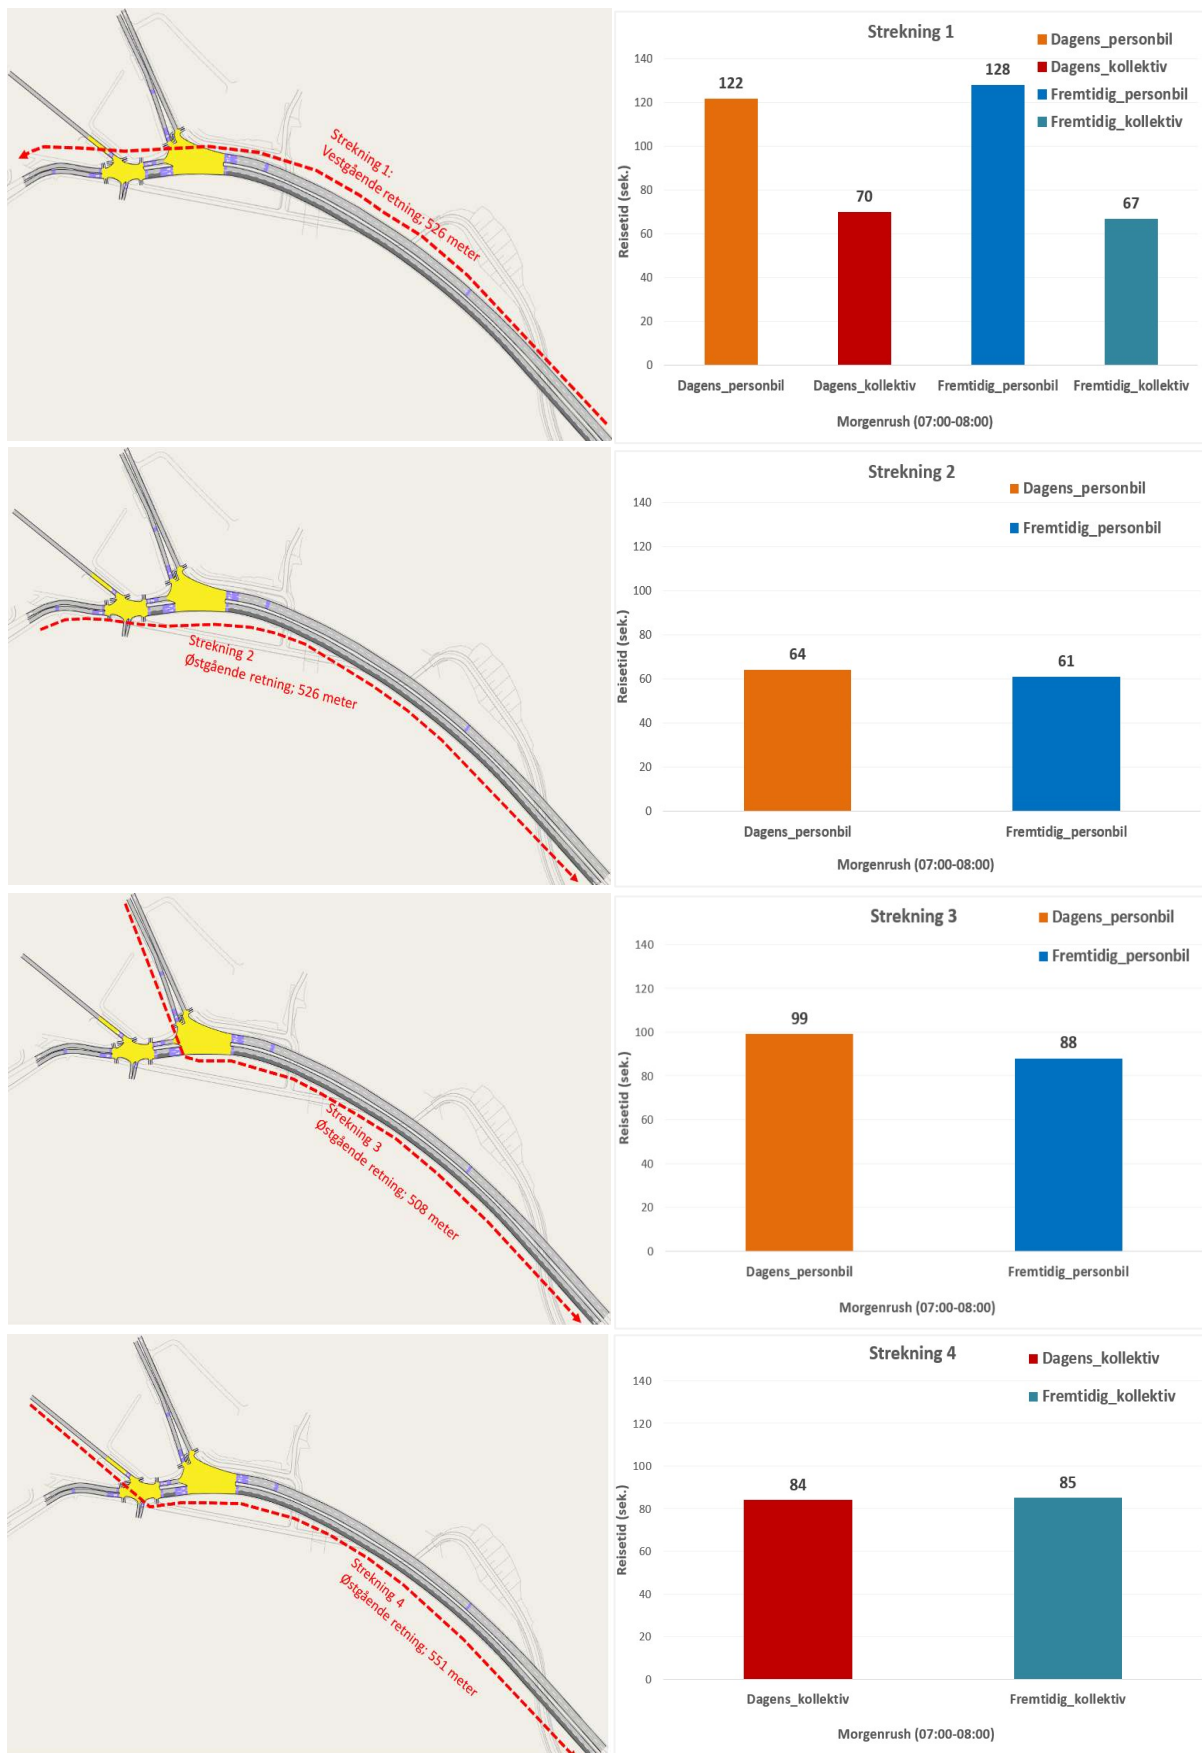 Strekning 1:
Vestgående retning; 526 meter
Strekning 1
Dagens_personbil
Dagens_kollektiv
Fremtidig_personbil
Fremtidig_kollektiv
Reisetid (sek.)
140
120
100
80
60
40
20
0
122
70
128
67
Dagens_personbil Dagens_kollektiv Fremtidig_personbil Fremtidig_kollektiv
Morgenrush (07:00-08:00)
Strekning 2
Østgående retning; 526 meter
Strekning 2
Dagens_personbil
Fremtidig_personbil
Reisetid (sek.)
140
120
100
80
60
40
20
0
64
61
Dagens_personbil Fremtidig_personbil
Morgenrush (07:00-08:00)
Strekning 3
Østgående retning; 508 meter
Strekning 3
Dagens_personbil
Fremtidig_personbil
Reisetid (sek.)
140
120
100
80
60
40
20
0
99
88
Dagens_personbil Fremtidig_personbil
Morgenrush (07:00-08:00)
Strekning 4
Østgående retning; 551 meter
Strekning 4
Dagens_kollektiv
Fremtidig_kollektiv
Reisetid (sek.)
140
120
100
80
60
40
20
0
84
85
Dagens_kollektiv Fremtidig_kollektiv
Morgenrush (07:00-08:00)